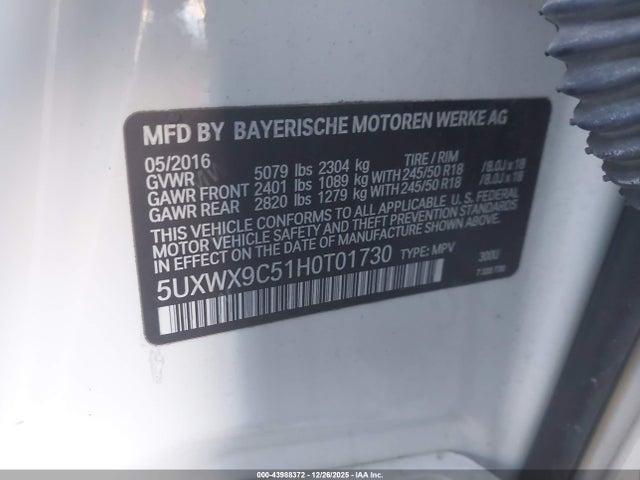 MFD BY BAYERISCHE MOTOREN WERKE AG
05/2016 TIRE / RIM
GVWR 5079 lbs 2304 kg
GAWR FRONT 2401 lbs 1089 kg WITH 245/50 R18 /8.0J x 18
GAWR REAR 2820 lbs 1279 kg WITH 245/50 R18 /8.0J x 18
THIS VEHICLE CONFORMS TO ALL APPLICABLE U.S. FEDERAL
MOTOR VEHICLE SAFETY AND THEFT PREVENTION STANDARDS
IN EFFECT ON THE DATE OF MANUFACTURE SHOWN ABOVE.
5UXWX9C51H0T01730 TYPE: MPV 300U
00-43988372 - 12/26/2025 - IAA Inc.